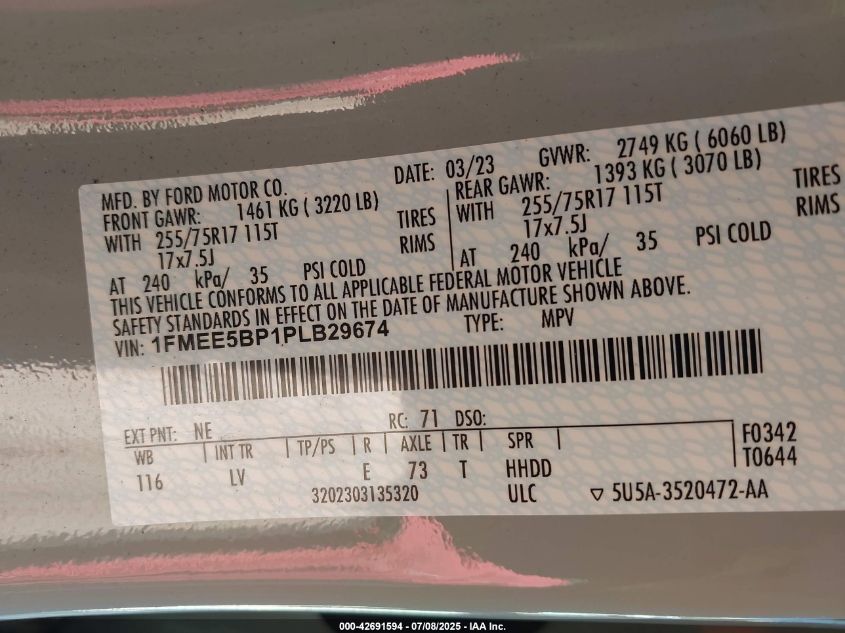 MFD. BY FORD MOTOR CO.
DATE: 03/23 GVWR: 2749 KG ( 6060 LB)
FRONT GAWR: 1461 KG ( 3220 LB)
WITH 255/75R17 115T TIRES
17x7.5J RIMS
AT 240 kPa/ 35 PSI COLD
REAR GAWR: 1393 KG ( 3070 LB)
WITH 255/75R17 115T TIRES
17x7.5J RIMS
AT 240 kPa/ 35 PSI COLD
THIS VEHICLE CONFORMS TO ALL APPLICABLE FEDERAL MOTOR VEHICLE
SAFETY STANDARDS IN EFFECT ON THE DATE OF MANUFACTURE SHOWN ABOVE.
VIN: 1FMEE5BP1PLB29674 TYPE: MPV
EXT PNT: NE RC: 71 DSO:
WB INT TR TP/PS R AXLE TR SPR F0342
116 LV E 73 T HHDD T0644
3202303135320 ULC ▽ 5U5A-3520472-AA
000-42691594 - 07/08/2025 - IAA Inc.